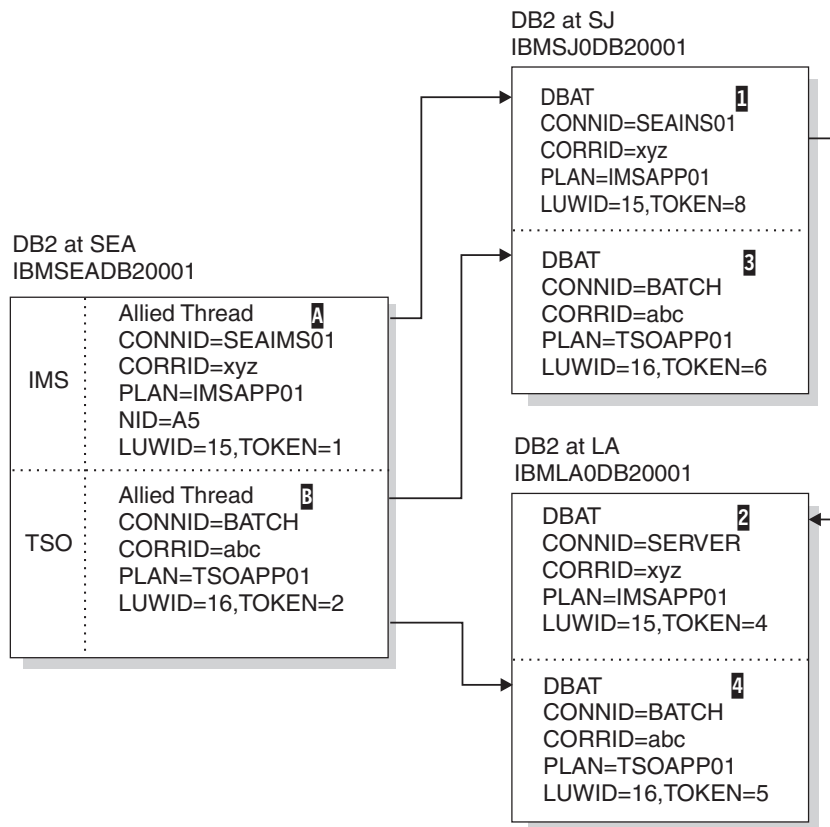 DB2 at SJ
IBMSJ0DB20001
DBAT 1
CONNID=SEAINS01
CORRID=xyz
PLAN=IMSAPP01
LUWID=15,TOKEN=8
DBAT 3
CONNID=BATCH
CORRID=abc
PLAN=TSOAPP01
LUWID=16,TOKEN=6
DB2 at SEA
IBMSEADB20001
IMS
Allied Thread A
CONNID=SEAIMS01
CORRID=xyz
PLAN=IMSAPP01
NID=A5
LUWID=15,TOKEN=1
TSO
Allied Thread B
CONNID=BATCH
CORRID=abc
PLAN=TSOAPP01
LUWID=16,TOKEN=2
DB2 at LA
IBMLA0DB20001
DBAT 2
CONNID=SERVER
CORRID=xyz
PLAN=IMSAPP01
LUWID=15,TOKEN=4
DBAT 4
CONNID=BATCH
CORRID=abc
PLAN=TSOAPP01
LUWID=16,TOKEN=5